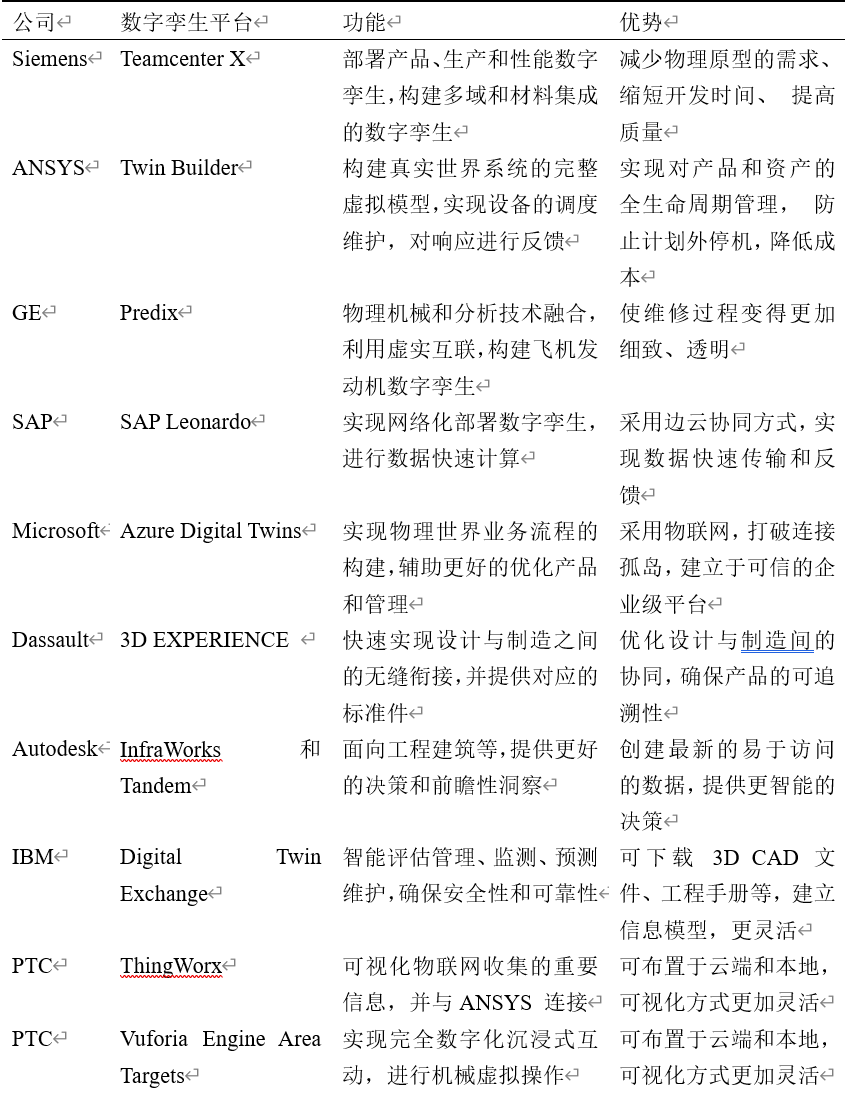 公司 数字孪生平台 功能 优势
Siemens Teamcenter X 部署产品、生产和性能数字 减少物理原型的需求、
孪生,构建多域和材料集成 缩短开发时间、 提高
的数字孪生 质量
ANSYS Twin Builder 构建真实世界系统的完整 实现对产品和资产的
虚拟模型,实现设备的调度 全生命周期管理， 防
维护，对响应进行反馈 止计划外停机，降低成
本
GE Predix 物理机械和分析技术融合， 使维修过程变得更加
利用虚实互联,构建飞机发 细致、透明
动机数字孪生
SAP SAP Leonardo 实现网络化部署数字孪生， 采用边云协同方式，实
进行数据快速计算 现数据快速传输和反
馈
Microsoft Azure Digital Twins 实现物理世界业务流程的 采用物联网，打破连接
构建,辅助更好的优化产品 孤岛，建立于可信的企
和管理 业级平台
Dassault 3D EXPERIENCE 快速实现设计与制造之间 优化设计与制造间的
的无缝衔接,并提供对应的 协同，确保产品的可追
标准件 溯性
Autodesk InfraWorks 和 面向工程建筑等,提供更好 创建最新的易于访问
Tandem 的决策和前瞻性洞察 的数据，提供更智能的
决策
IBM Digital Twin 智能评估管理、监测、预测 可下载 3D CAD 文
Exchange 维护,确保安全性和可靠性 件、工程手册等，建立
信息模型，更灵活
PTC ThingWorx 可视化物联网收集的重要 可布置于云端和本地，
信息，并与 ANSYS 连接 可视化方式更加灵活
PTC Vuforia Engine Area 实现完全数字化沉浸式互 可布置于云端和本地，
Targets 动，进行机械虚拟操作 可视化方式更加灵活